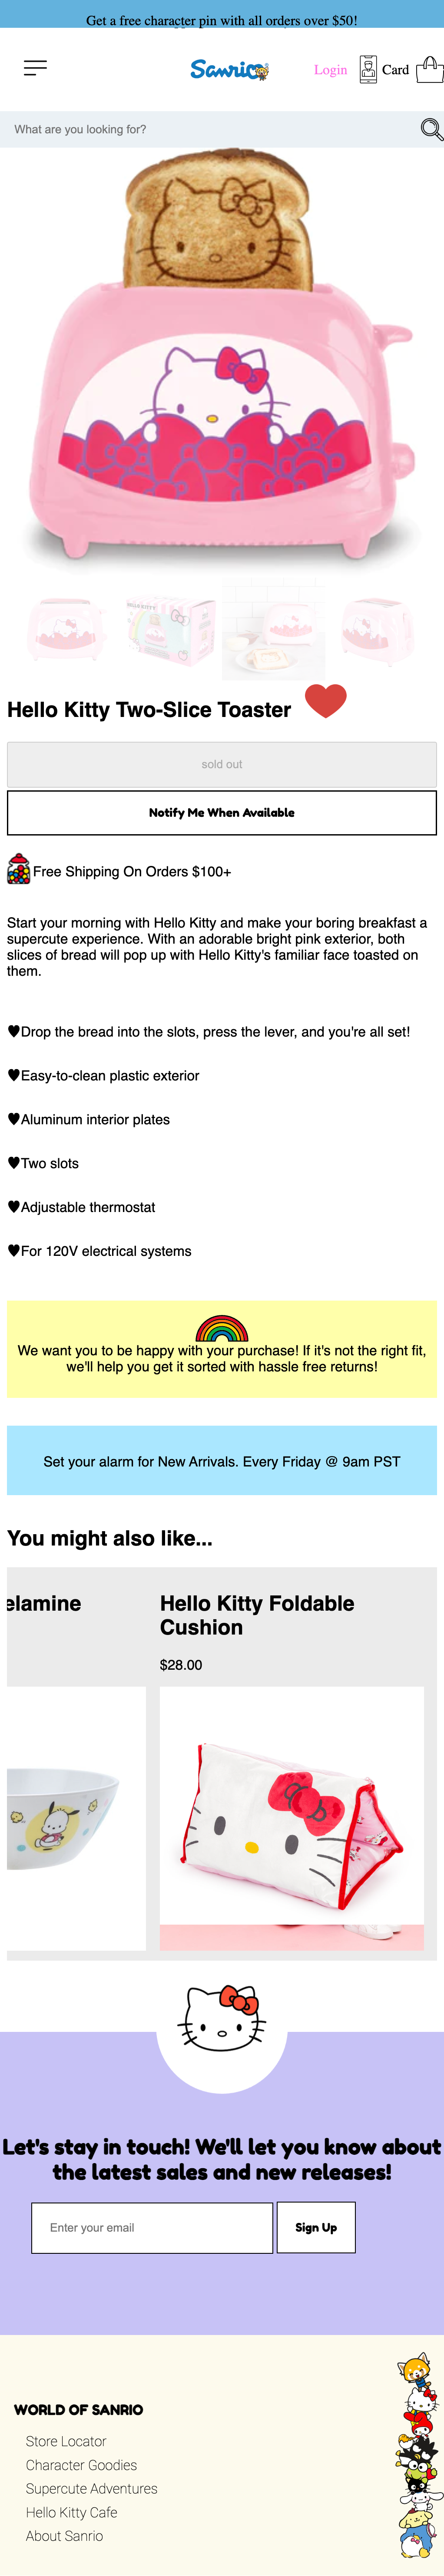 Get a free character pin with all orders over $50!
Sanrio
Login
Card
What are you looking for?
HELLO KITTY
Hello Kitty Two-Slice Toaster
sold out
Notify Me When Available
Free Shipping On Orders $100+
Start your morning with Hello Kitty and make your boring breakfast a
supercute experience. With an adorable bright pink exterior, both
slices of bread will pop up with Hello Kitty's familiar face toasted on
them.
♥Drop the bread into the slots, press the lever, and you're all set!
♥Easy-to-clean plastic exterior
♥Aluminum interior plates
♥Two slots
♥Adjustable thermostat
♥For 120V electrical systems
We want you to be happy with your purchase! If it's not the right fit,
we'll help you get it sorted with hassle free returns!
Set your alarm for New Arrivals. Every Friday @ 9am PST
You might also like...
elamine
Hello Kitty Foldable
Cushion
$28.00
Let's stay in touch! We'll let you know about
the latest sales and new releases!
Enter your email
Sign Up
WORLD OF SANRIO
Store Locator
Character Goodies
Supercute Adventures
Hello Kitty Cafe
About Sanrio